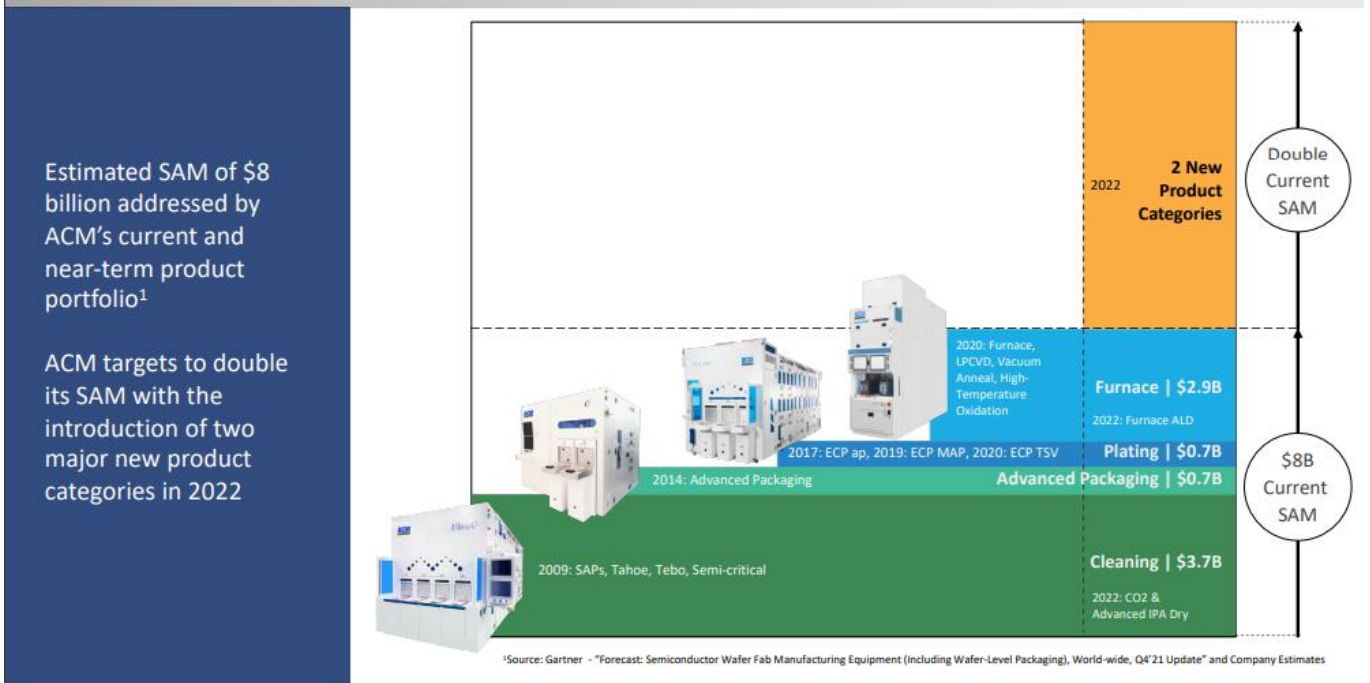 Estimated SAM of $8
billion addressed by
ACM’s current and
near-term product
portfolio¹
ACM targets to double
its SAM with the
introduction of two
major new product
categories in 2022
2022
2 New
Product
Categories
Double
Current
SAM
2020: Furnace,
LPCVD, Vacuum
Anneal, High-
Temperature
Oxidation
Furnace | $2.9B
2022: Furnace ALD
2017: ECP ap, 2019: ECP MAP, 2020: ECP TSV
Plating | $0.7B
2014: Advanced Packaging
Advanced Packaging | $0.7B
$8B
Current
SAM
2009: SAPs, Tahoe, Tebo, Semi-critical
Cleaning | $3.7B
2022: CO2 &
Advanced IPA Dry
ACM
Ultra C
¹Source: Gartner - “Forecast: Semiconductor Wafer Fab Manufacturing Equipment (Including Wafer-Level Packaging), World-wide, Q4’21 Update” and Company Estimates